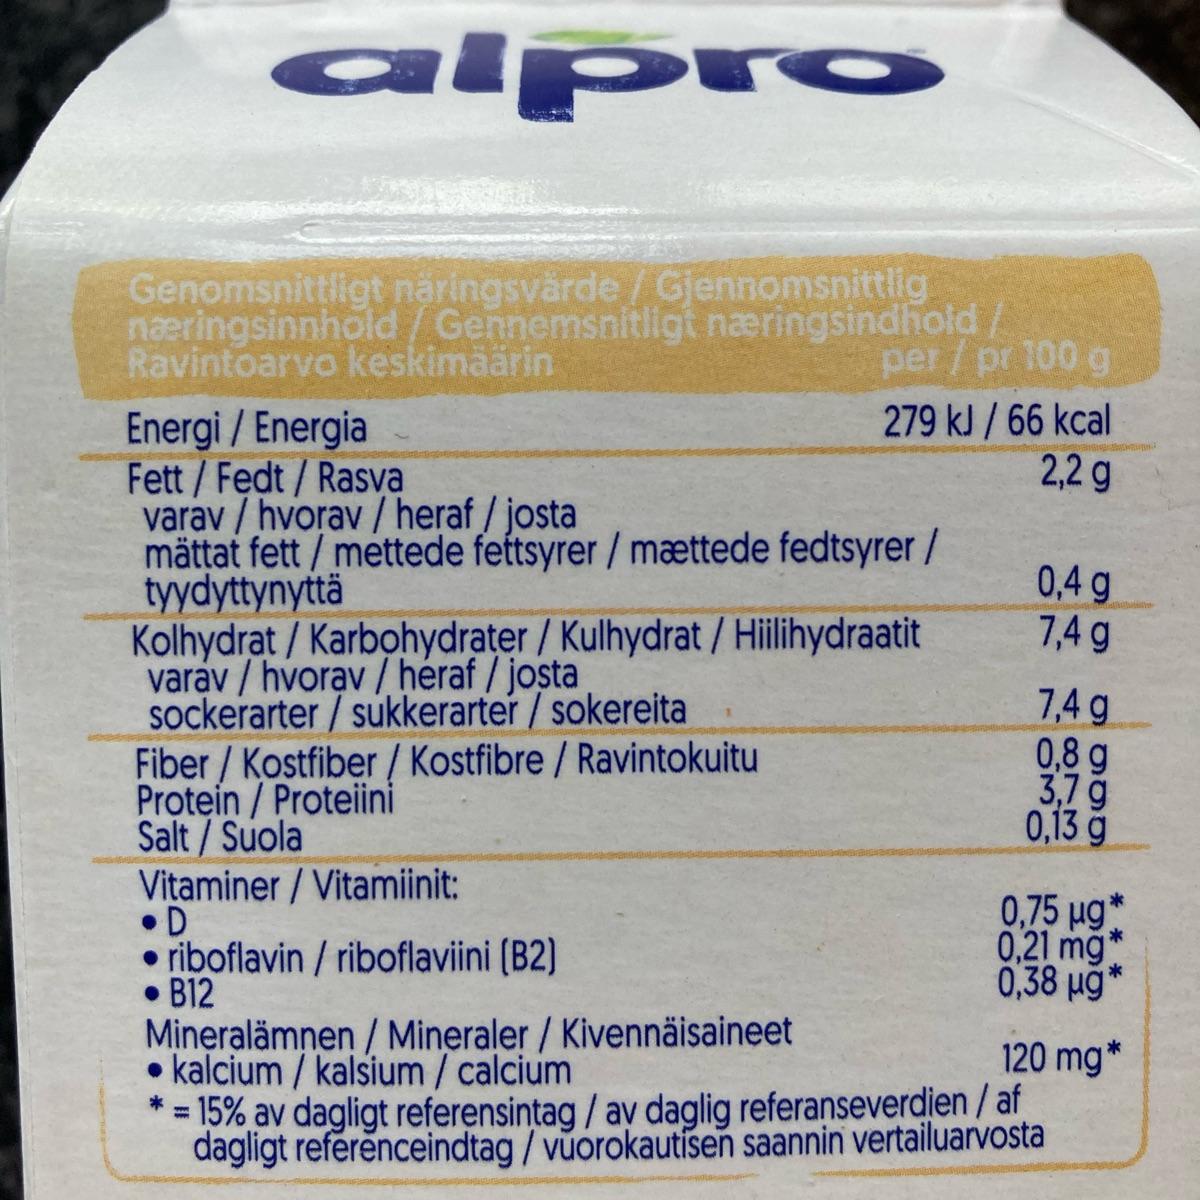 alpro
Genomsnittligt näringsvärde / Gjennomsnittlig
næringsinnhold / Gennemsnitligt næringsindhold /
Ravintoarvo keskimäärin per / pr 100 g
Energi / Energia 279 kJ / 66 kcal
Fett / Fedt / Rasva 2,2 g
varav / hvorav / heraf / josta
mättat fett / mettede fettsyrer / mættede fedtsyrer /
tyydyttynyttä 0,4 g
Kolhydrat / Karbohydrater / Kulhydrat / Hiilihydraatit 7,4 g
varav / hvorav / heraf / josta
sockerarter / sukkerarter / sokereita 7,4 g
Fiber / Kostfiber / Kostfibre / Ravintokuitu 0,8 g
Protein / Proteiini 3,7 g
Salt / Suola 0,13 g
Vitaminer / Vitamiinit:
• D 0,75 µg*
• riboflavin / riboflaviini (B2) 0,21 mg*
• B12 0,38 µg*
Mineralämnen / Mineraler / Kivennäisaineet
• kalcium / kalsium / calcium 120 mg*
* = 15% av dagligt referensintag / av daglig referanseverdien / af
dagligt referenceindtag / vuorokautisen saannin vertailuarvosta